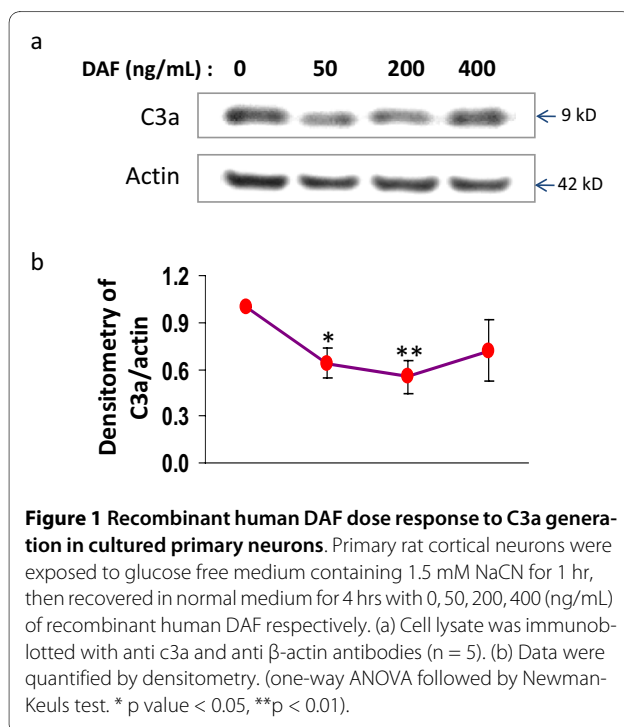 a
DAF (ng/mL) : 0 50 200 400
C3a 9 kD
Actin 42 kD
b
Densitometry of
C3a/actin
1.2
0.9
0.6
0.3
0.0
* **
Figure 1 Recombinant human DAF dose response to C3a genera-
tion in cultured primary neurons. Primary rat cortical neurons were
exposed to glucose free medium containing 1.5 mM NaCN for 1 hr,
then recovered in normal medium for 4 hrs with 0, 50, 200, 400 (ng/mL)
of recombinant human DAF respectively. (a) Cell lysate was immunob-
lotted with anti c3a and anti β-actin antibodies (n = 5). (b) Data were
quantified by densitometry. (one-way ANOVA followed by Newman-
Keuls test. * p value < 0.05, **p < 0.01).